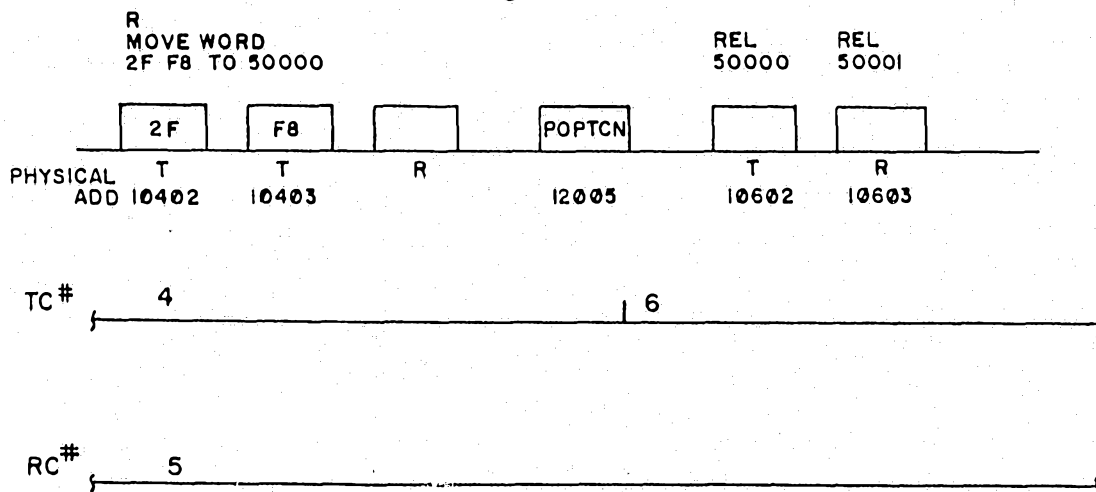 R
MOVE WORD
2F F8 TO 50000
REL 50000
REL 50001
2F F8 POPTCN
T T R T R
PHYSICAL
ADD 10402 10403 12005 10602 10603
TC# 4 6
RC# 5